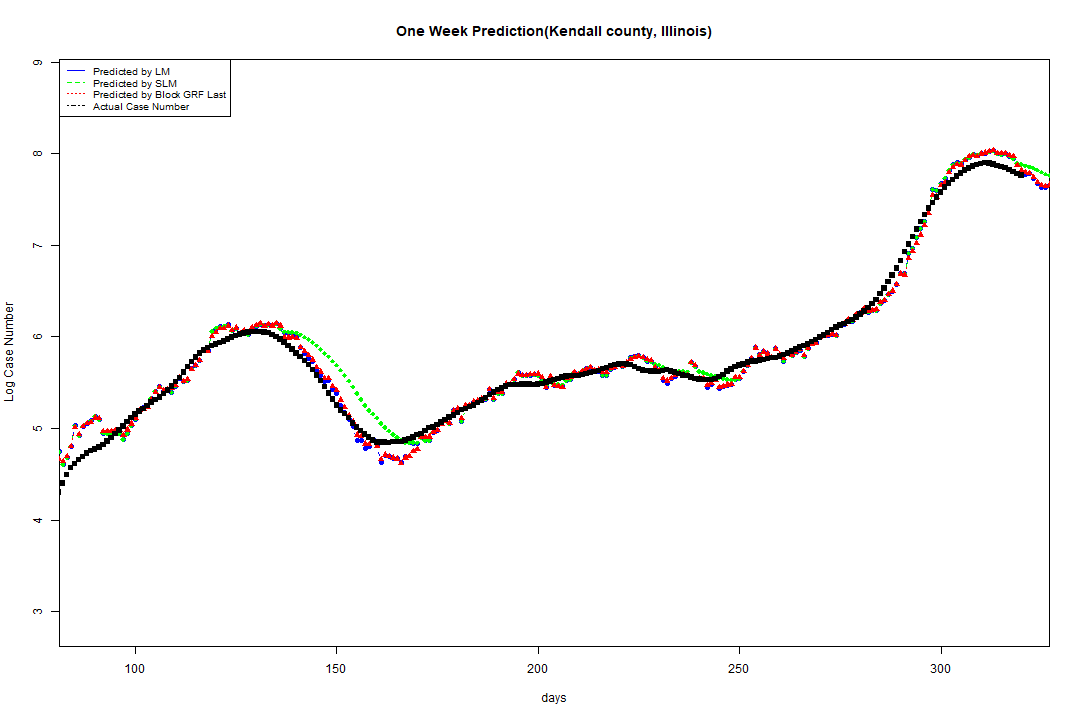 One Week Prediction(Kendall county, Illinois)
Predicted by LM
Predicted by SLM
Predicted by Block GRF Last
Actual Case Number
9
8
7
6
5
4
3
Log Case Number
100 150 200 250 300
days